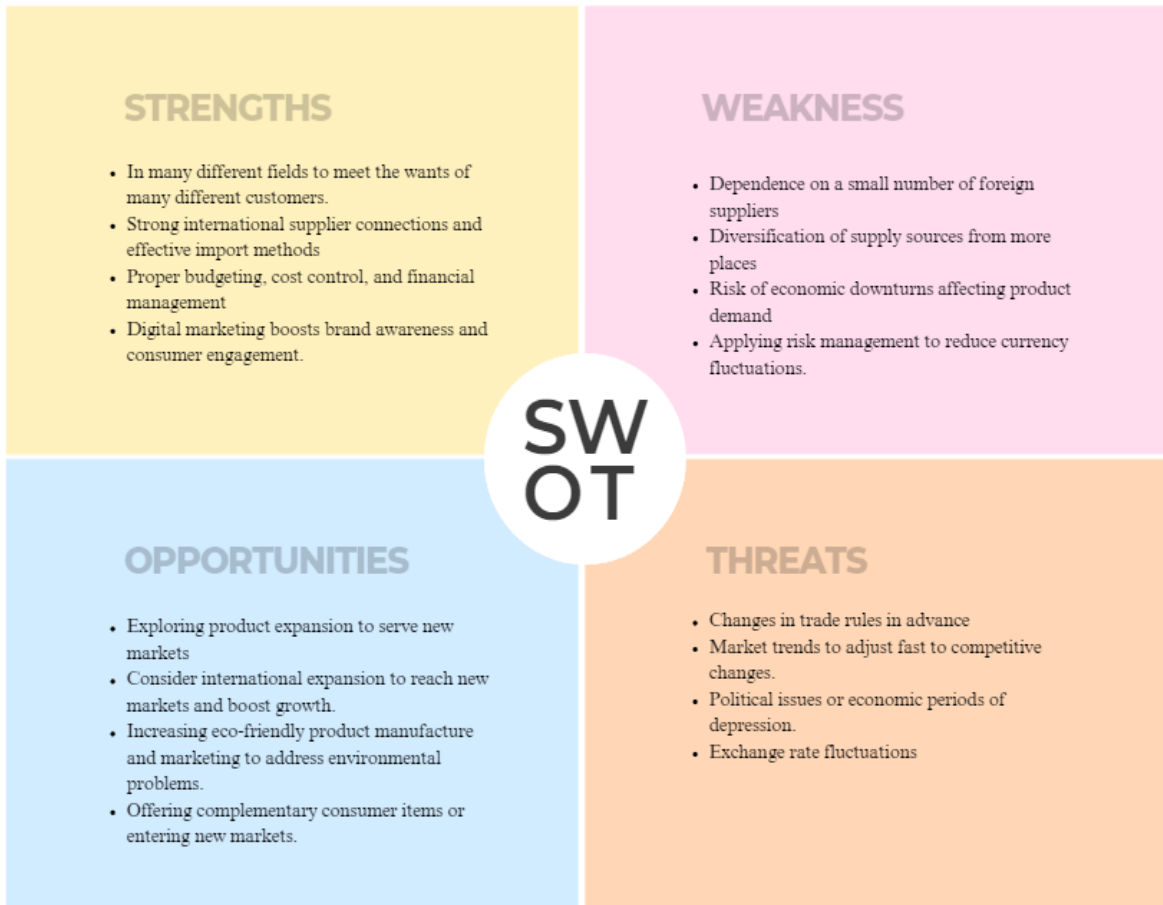 STRENGTHS
• In many different fields to meet the wants of
many different customers.
• Strong international supplier connections and
effective import methods
• Proper budgeting, cost control, and financial
management
• Digital marketing boosts brand awareness and
consumer engagement.
WEAKNESS
• Dependence on a small number of foreign
suppliers
• Diversification of supply sources from more
places
• Risk of economic downturns affecting product
demand
• Applying risk management to reduce currency
fluctuations.
SW
OT
OPPORTUNITIES
• Exploring product expansion to serve new
markets
• Consider international expansion to reach new
markets and boost growth.
• Increasing eco-friendly product manufacture
and marketing to address environmental
problems.
• Offering complementary consumer items or
entering new markets.
THREATS
• Changes in trade rules in advance
• Market trends to adjust fast to competitive
changes.
• Political issues or economic periods of
depression.
• Exchange rate fluctuations